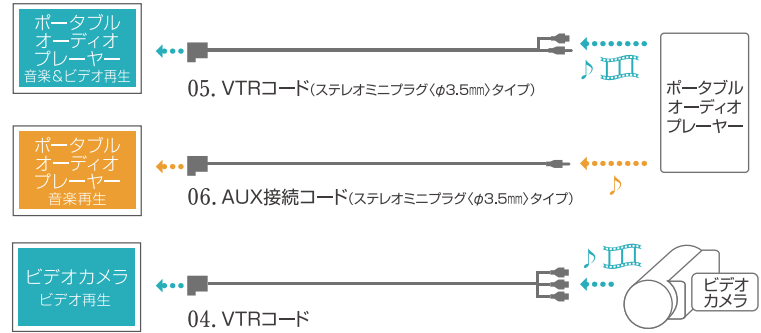 ポータブル
オーディオ
プレーヤー
音楽&ビデオ再生
05. VTRコード(ステレオミニプラグ〈φ3.5㎜〉タイプ)
ポータブル
オーディオ
プレーヤー
ポータブル
オーディオ
プレーヤー
音楽再生
06. AUX接続コード(ステレオミニプラグ〈φ3.5㎜〉タイプ)
ビデオカメラ
ビデオ再生
04. VTRコード
ビデオ
カメラ